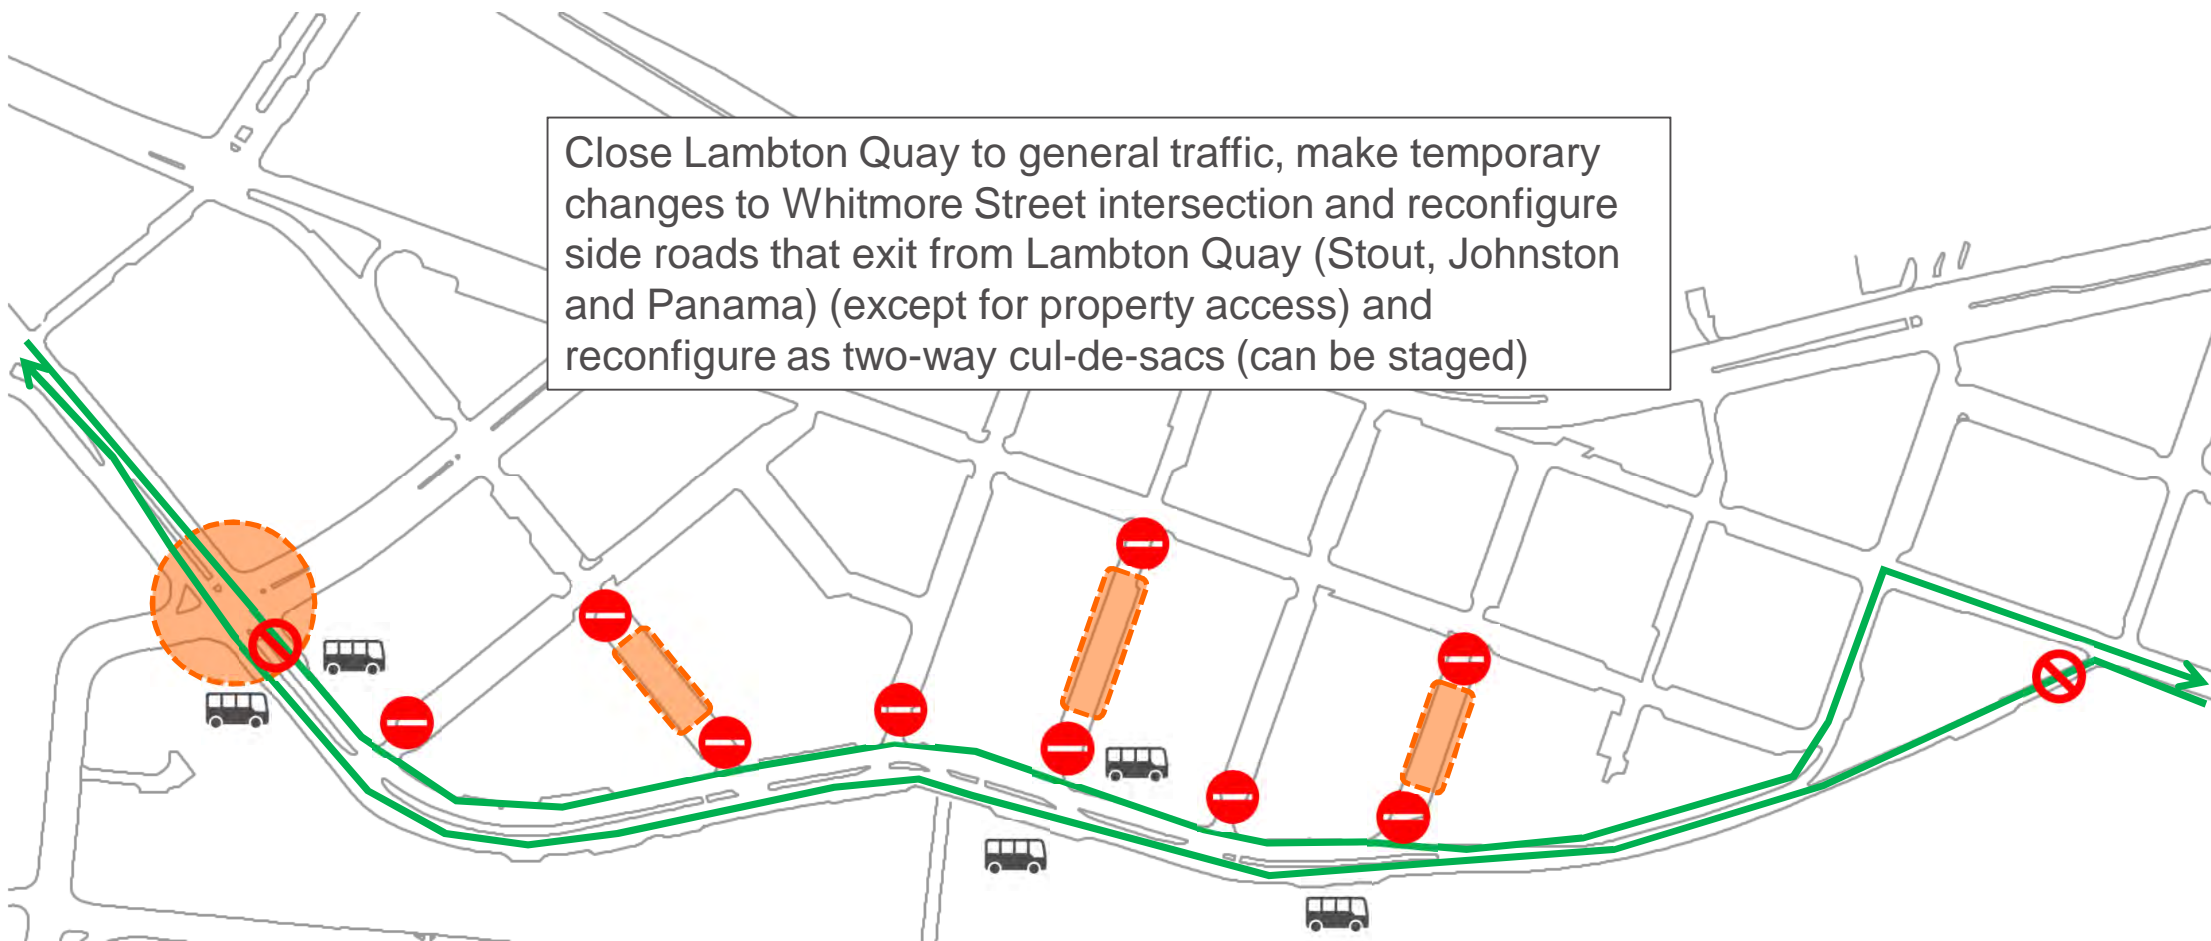 Close Lambton Quay to general traffic, make temporary
changes to Whitmore Street intersection and reconfigure
side roads that exit from Lambton Quay (Stout, Johnston
and Panama) (except for property access) and
reconfigure as two-way cul-de-sacs (can be staged)